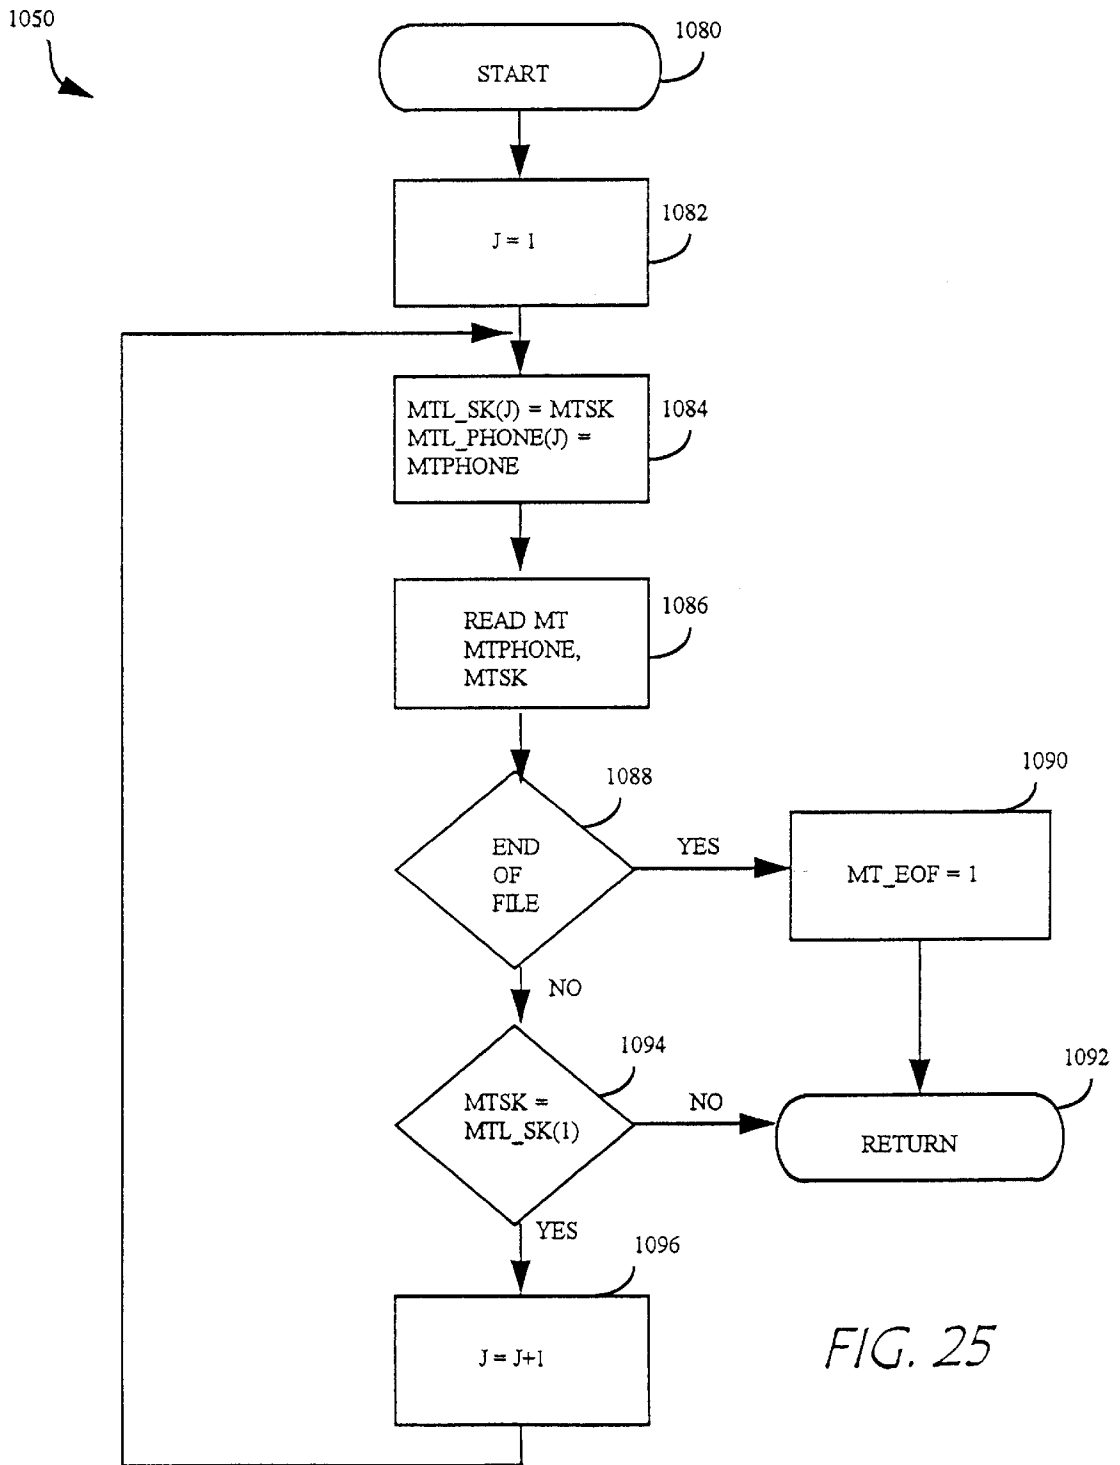 1050
START
1080
J = 1
1082
MTL_SK(J) = MTSK
MTL_PHONE(J) =
MTPHONE
1084
READ MT
MTPHONE,
MTSK
1086
END
OF
FILE
1088
YES
MT_EOF = 1
1090
NO
MTSK =
MTL_SK(1)
1094
NO
RETURN
1092
YES
J = J+1
1096
FIG. 25